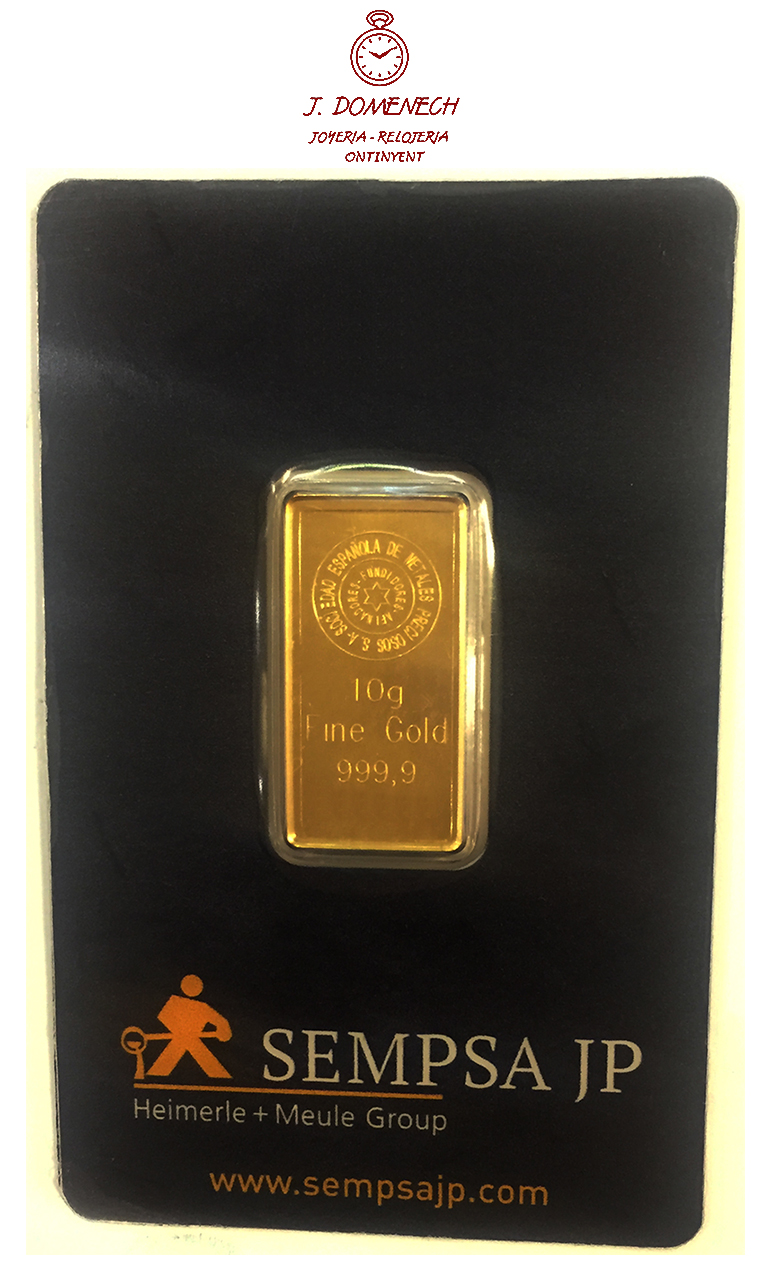 J. DOMENECH
JOYERIA - RELOJERIA
ONTINYENT
SOCIEDAD ESPAÑOLA DE METALES PRECIOSOS S.A.
FUNDIDORES - AFINADORES -
10g
Fine Gold
999,9
SEMPSA JP
Heimerle + Meule Group
www.sempsajp.com